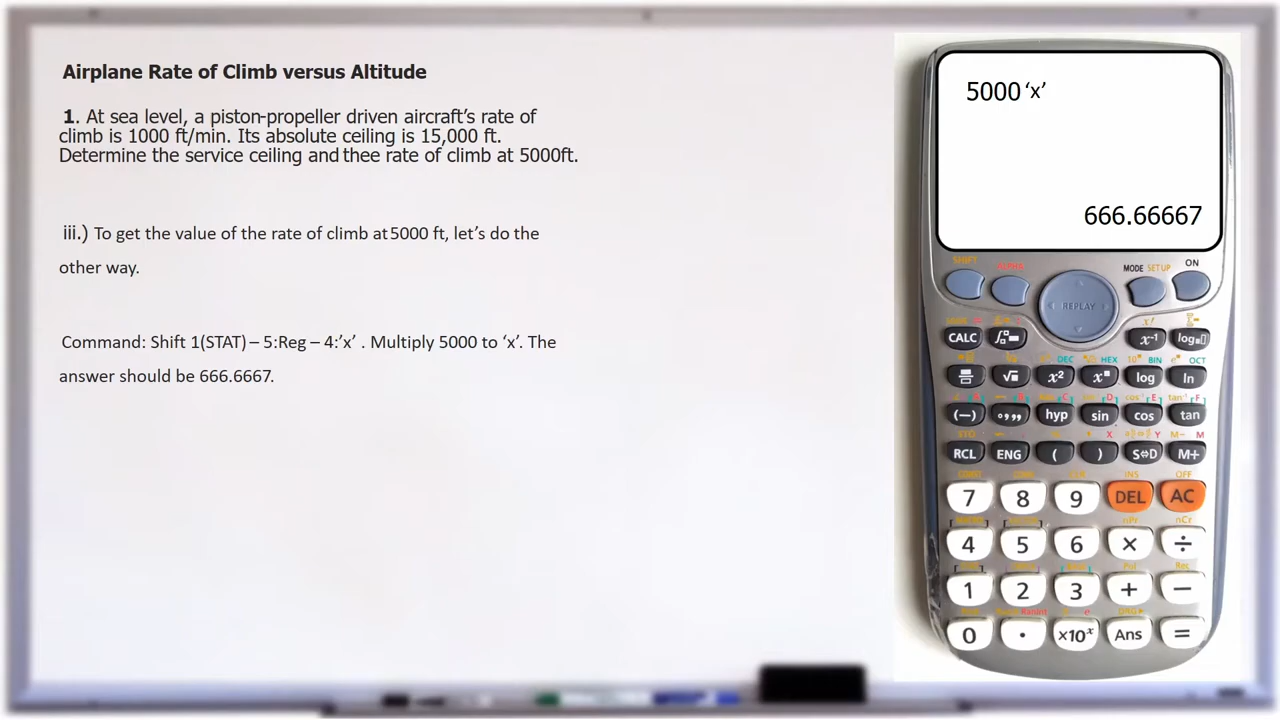 Airplane Rate of Climb versus Altitude
1. At sea level, a piston-propeller driven aircraft's rate of
climb is 1000 ft/min. Its absolute ceiling is 15,000 ft.
Determine the service ceiling and thee rate of climb at 5000ft.
iii.) To get the value of the rate of climb at 5000 ft, let's do the
other way.
Command: Shift 1(STAT) – 5:Reg – 4:'x' . Multiply 5000 to 'x'. The
answer should be 666.6667.
5000 'x'
666.66667
SHIFT ALPHA MODE SETUP ON
REPLAY
CALC x⁻¹ log
x² log ln
(−) hyp sin cos tan
RCL ENG ( ) S⇔D M+
7 8 9 DEL AC
4 5 6 × ÷
1 2 3 + −
0 . ×10ˣ Ans =